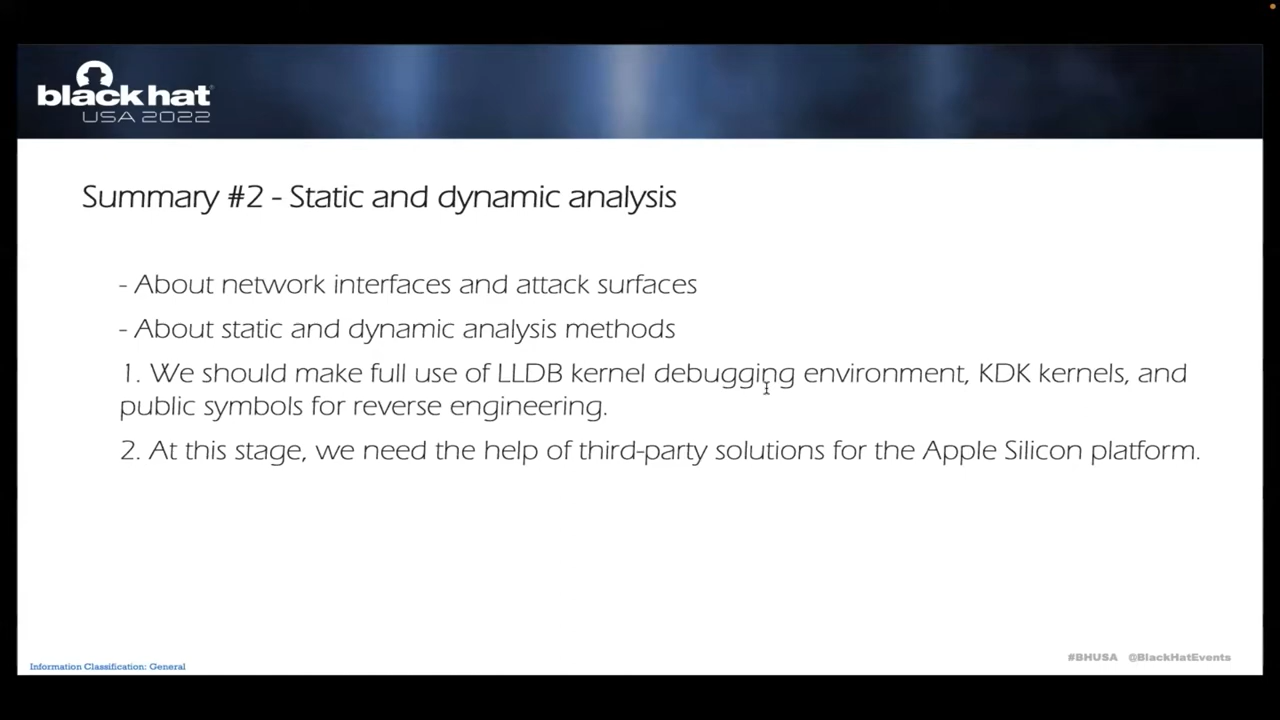 black hat
USA 2022
Summary #2 - Static and dynamic analysis
- About network interfaces and attack surfaces
- About static and dynamic analysis methods
1. We should make full use of LLDB kernel debugging environment, KDK kernels, and
public symbols for reverse engineering.
2. At this stage, we need the help of third-party solutions for the Apple Silicon platform.
Information Classification: General
#BHUSA @BlackHatEvents